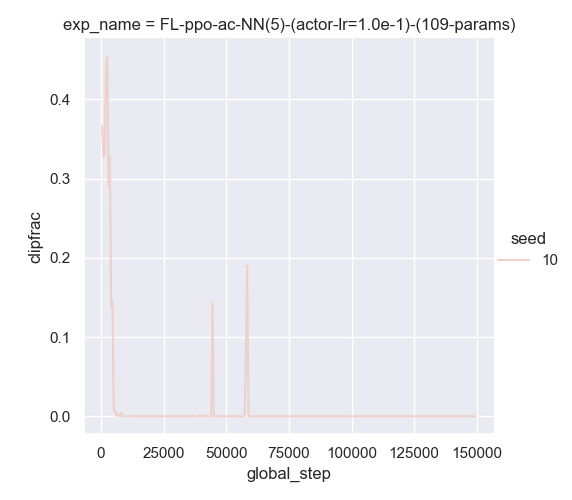 exp_name = FL-ppo-ac-NN(5)-(actor-lr=1.0e-1)-(109-params)
0.4
0.3
0.2
0.1
0.0
clipfrac
seed
10
0 25000 50000 75000 100000 125000 150000
global_step